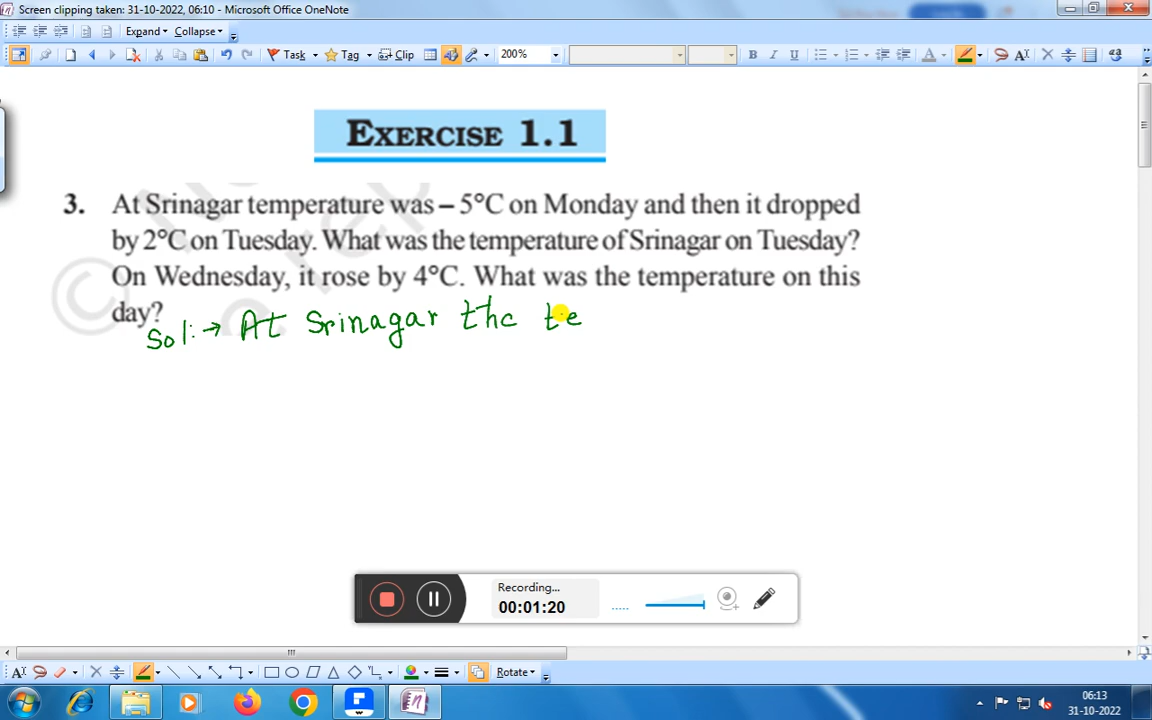 Screen clipping taken: 31-10-2022, 06:10 - Microsoft Office OneNote
Expand Collapse
Task Tag Clip 200% B I U A
EXERCISE 1.1
3. At Srinagar temperature was – 5°C on Monday and then it dropped
by 2°C on Tuesday. What was the temperature of Srinagar on Tuesday?
On Wednesday, it rose by 4°C. What was the temperature on this
day?
Sol:→ At Srinagar the te
Recording...
00:01:20
Rotate
06:13
31-10-2022